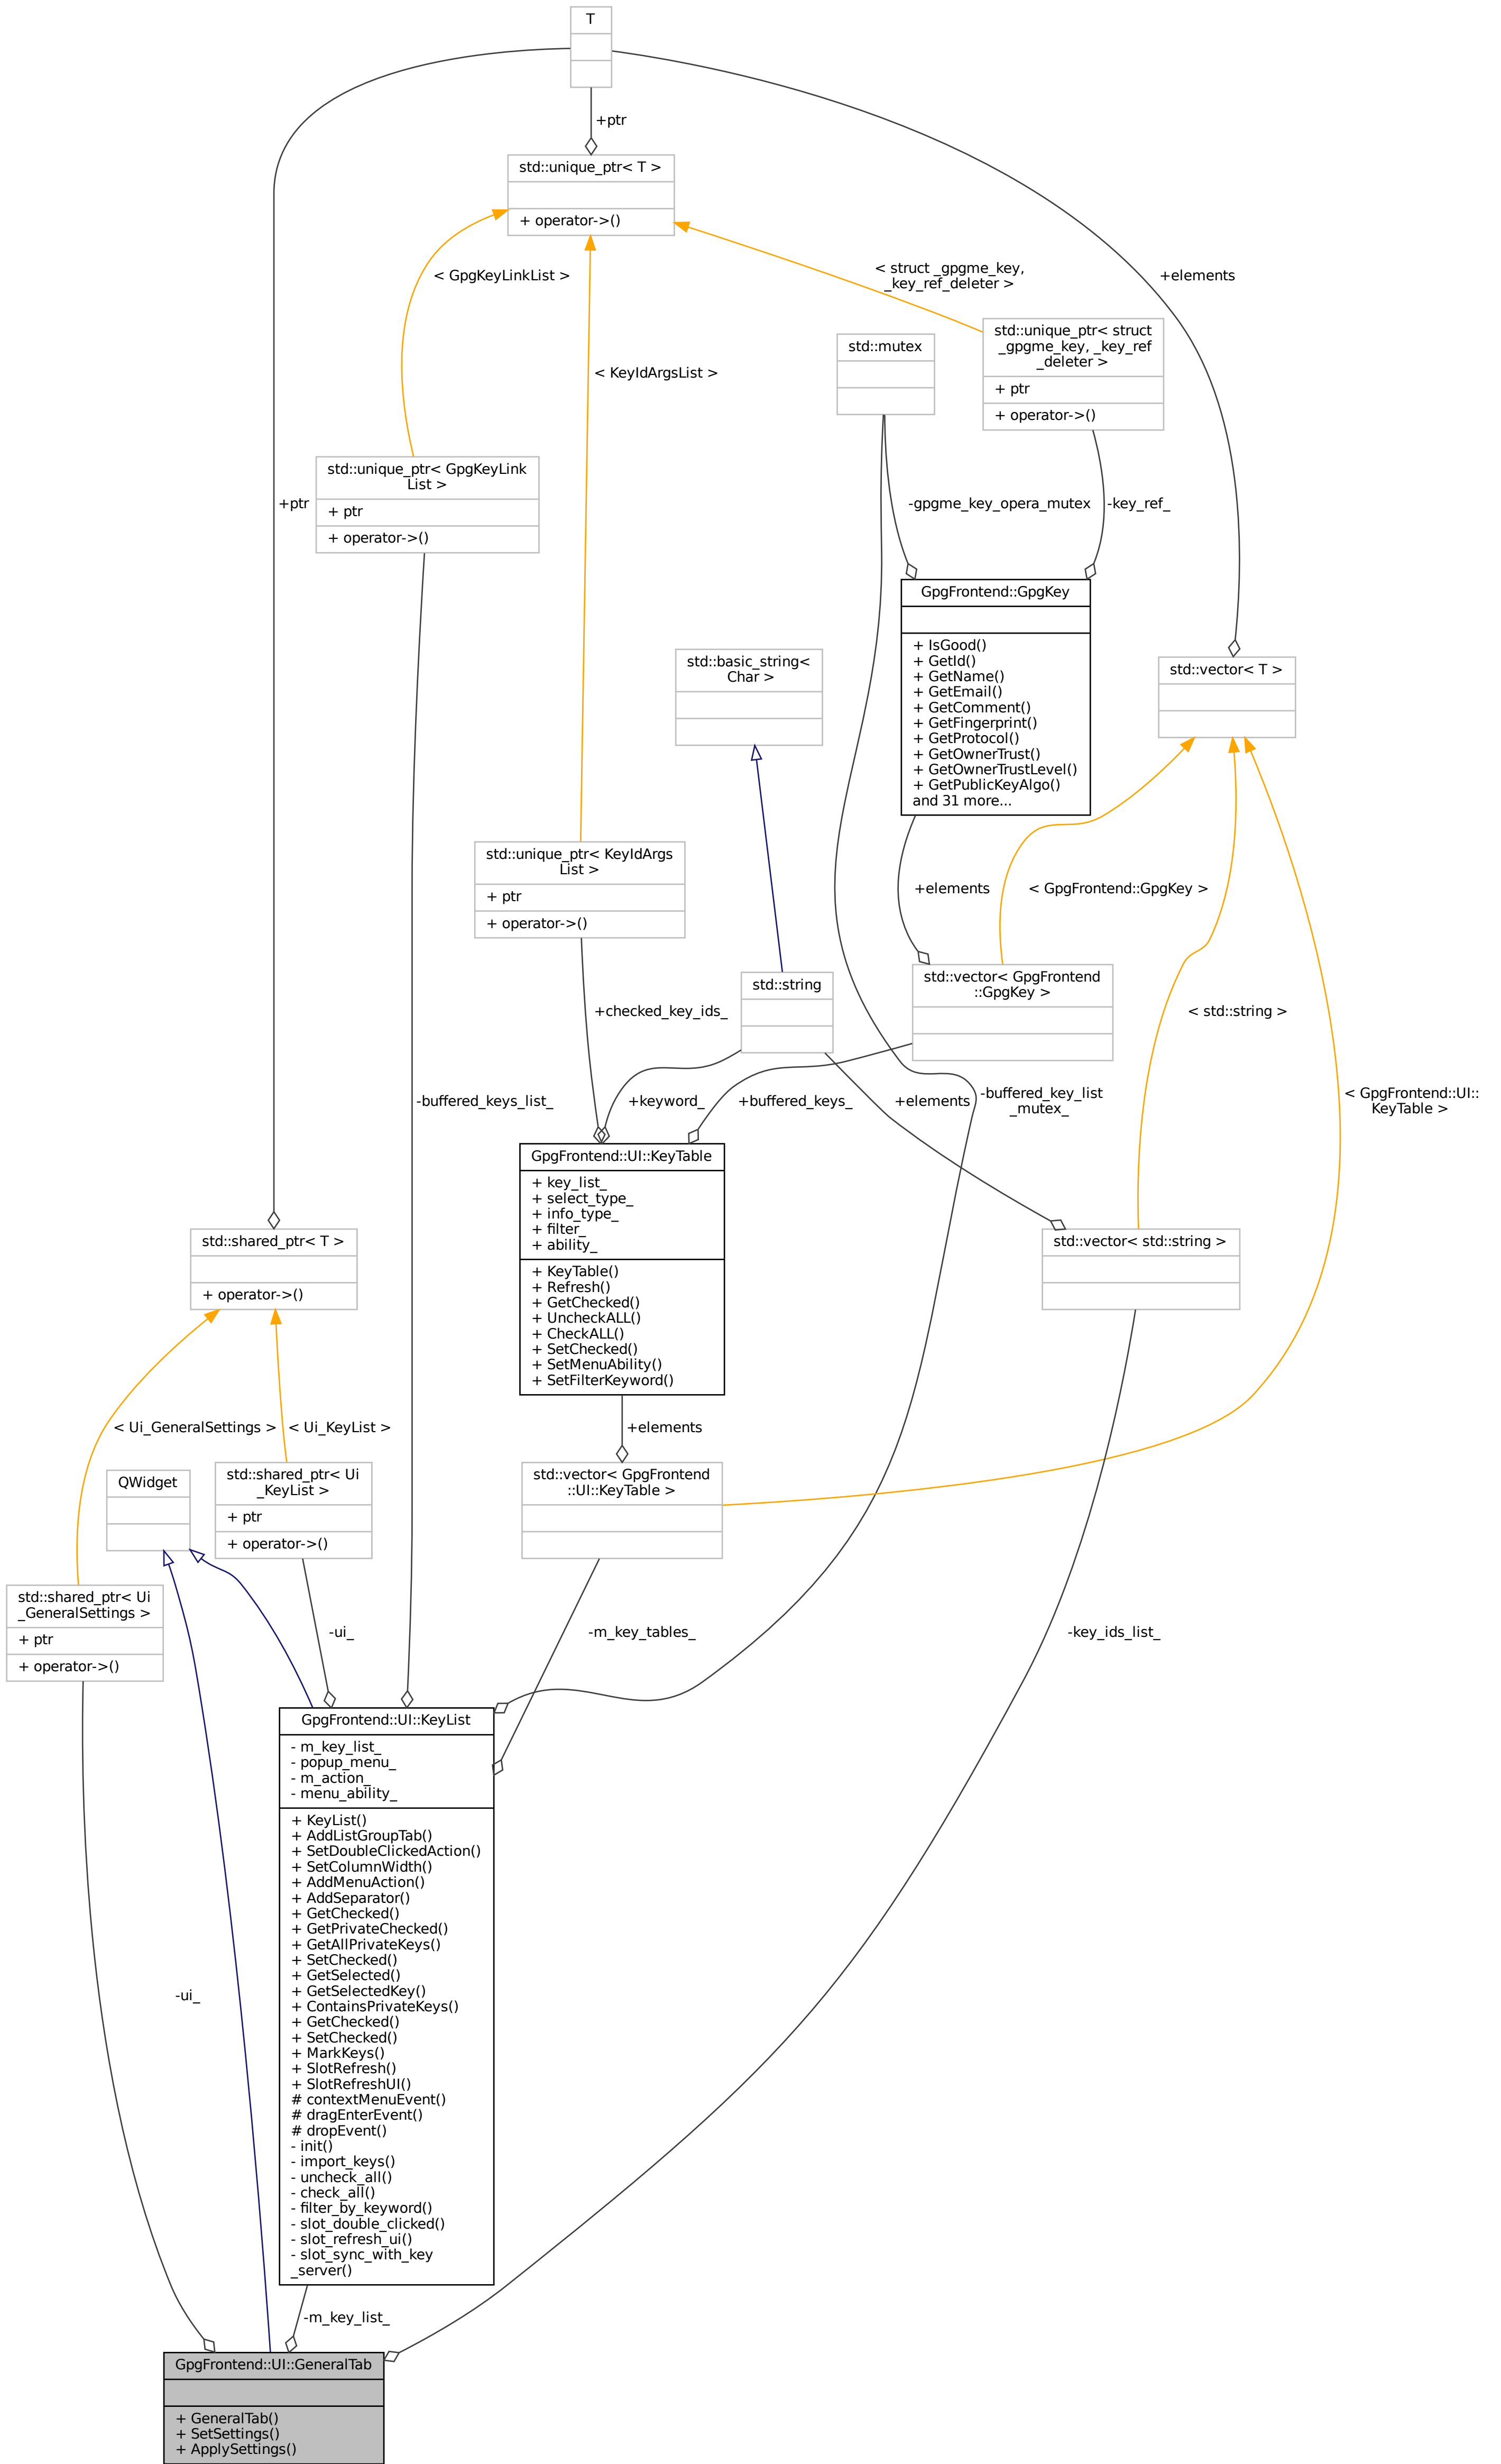 T
+ptr
std::unique_ptr< T >
+ operator->()
< GpgKeyLinkList >
< struct _gpgme_key,
_key_ref_deleter >
+elements
std::unique_ptr< struct
_gpgme_key, _key_ref
_deleter >
+ ptr
+ operator->()
std::mutex
< KeyIdArgsList >
std::unique_ptr< GpgKeyLink
List >
+ ptr
+ operator->()
+ptr
-gpgme_key_opera_mutex
-key_ref_
GpgFrontend::GpgKey
+ IsGood()
+ GetId()
+ GetName()
+ GetEmail()
+ GetComment()
+ GetFingerprint()
+ GetProtocol()
+ GetOwnerTrust()
+ GetOwnerTrustLevel()
+ GetPublicKeyAlgo()
and 31 more...
std::basic_string<
Char >
std::vector< T >
std::unique_ptr< KeyIdArgs
List >
+ ptr
+ operator->()
+elements
< GpgFrontend::GpgKey >
std::string
std::vector< GpgFrontend
::GpgKey >
+checked_key_ids_
< std::string >
-buffered_keys_list_
+keyword_
+buffered_keys_
+elements
-buffered_key_list
_mutex_
< GpgFrontend::UI::
KeyTable >
GpgFrontend::UI::KeyTable
+ key_list_
+ select_type_
+ info_type_
+ filter_
+ ability_
+ KeyTable()
+ Refresh()
+ GetChecked()
+ UncheckALL()
+ CheckALL()
+ SetChecked()
+ SetMenuAbility()
+ SetFilterKeyword()
std::shared_ptr< T >
+ operator->()
std::vector< std::string >
< Ui_GeneralSettings >
< Ui_KeyList >
+elements
QWidget
std::shared_ptr< Ui
_KeyList >
+ ptr
+ operator->()
std::vector< GpgFrontend
::UI::KeyTable >
std::shared_ptr< Ui
_GeneralSettings >
+ ptr
+ operator->()
-ui_
-m_key_tables_
-key_ids_list_
GpgFrontend::UI::KeyList
- m_key_list_
- popup_menu_
- m_action_
- menu_ability_
+ KeyList()
+ AddListGroupTab()
+ SetDoubleClickedAction()
+ SetColumnWidth()
+ AddMenuAction()
+ AddSeparator()
+ GetChecked()
+ GetPrivateChecked()
+ GetAllPrivateKeys()
+ SetChecked()
+ GetSelected()
+ GetSelectedKey()
+ ContainsPrivateKeys()
+ GetChecked()
+ SetChecked()
+ MarkKeys()
+ SlotRefresh()
+ SlotRefreshUI()
# contextMenuEvent()
# dragEnterEvent()
# dropEvent()
- init()
- import_keys()
- uncheck_all()
- check_all()
- filter_by_keyword()
- slot_double_clicked()
- slot_refresh_ui()
- slot_sync_with_key
_server()
-ui_
-m_key_list_
GpgFrontend::UI::GeneralTab
+ GeneralTab()
+ SetSettings()
+ ApplySettings()